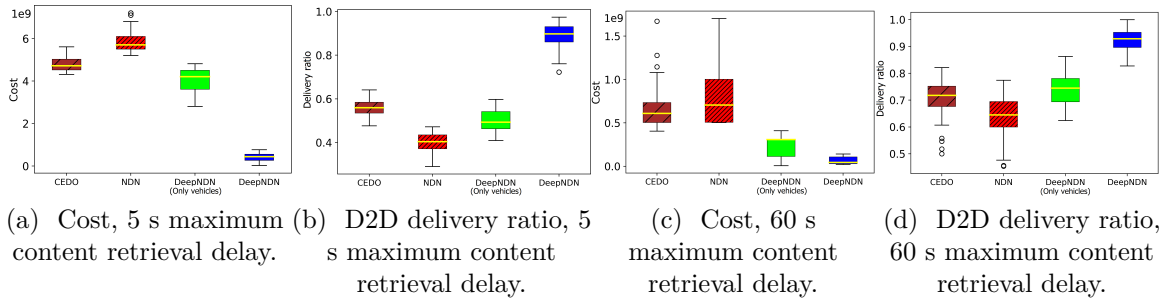 1e9
6
4
2
0
Cost
CEDO
NDN
DeepNDN
(Only vehicles)
DeepNDN
1.0
0.8
0.6
0.4
Delivery ratio
CEDO
NDN
DeepNDN
(Only vehicles)
DeepNDN
1e9
1.5
1.0
0.5
0.0
Cost
CEDO
NDN
DeepNDN
(Only vehicles)
DeepNDN
1.0
0.9
0.8
0.7
0.6
0.5
Delivery ratio
CEDO
NDN
DeepNDN
(Only vehicles)
DeepNDN
(a) Cost, 5 s maximum
content retrieval delay.
(b) D2D delivery ratio, 5
s maximum content
retrieval delay.
(c) Cost, 60 s
maximum content
retrieval delay.
(d) D2D delivery ratio,
60 s maximum content
retrieval delay.